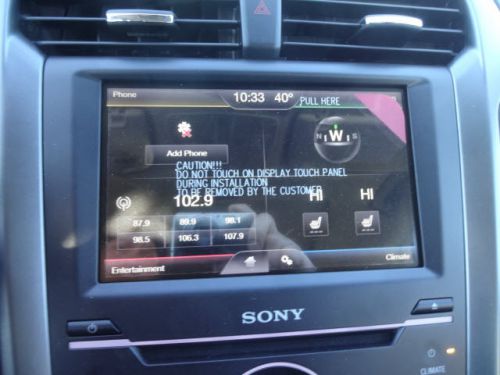 Phone
10:33 40° PULL HERE
N W S
Add Phone
CAUTION!!!
DO NOT TOUCH ON DISPLAY,TOUCH PANEL
DURING INSTALLATION
TO BE REMOVED BY THE CUSTOMER
102.9
HI HI
87.9 89.9 98.1
98.5 106.3 107.9
Entertainment
Climate
SONY
CLIMATE